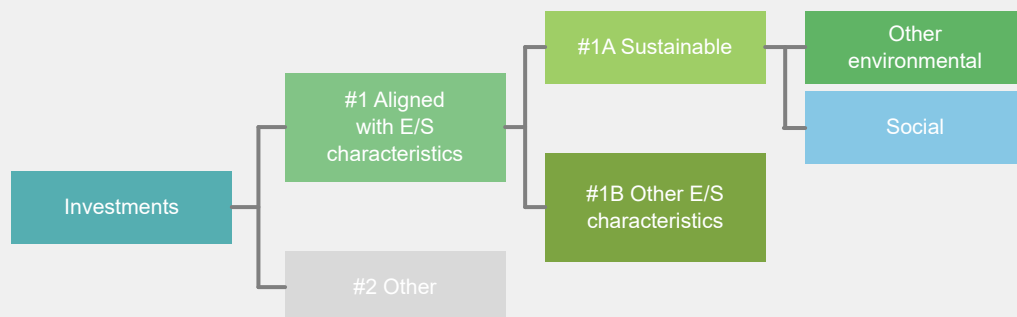 Investments
#1 Aligned
with E/S
characteristics
#2 Other
#1A Sustainable
#1B Other E/S
characteristics
Other
environmental
Social